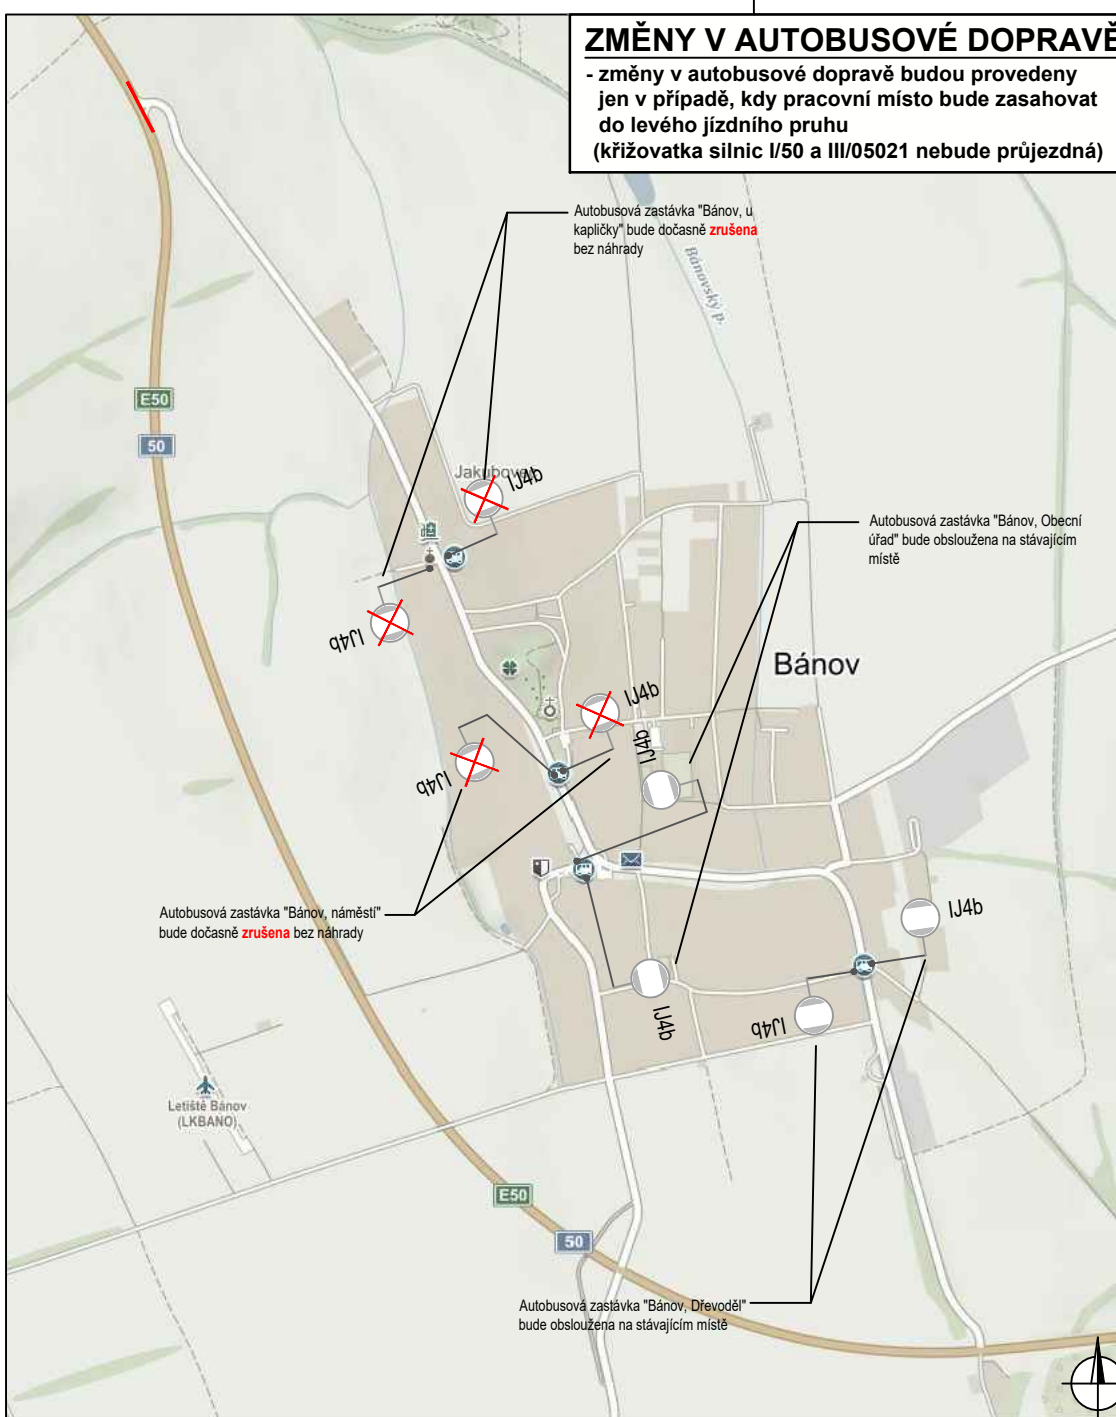 ZMĚNY V AUTOBUSOVÉ DOPRAVĚ
- změny v autobusové dopravě budou provedeny
jen v případě, kdy pracovní místo bude zasahovat
do levého jízdního pruhu
(křižovatka silnic I/50 a III/05021 nebude průjezdná)
Autobusová zastávka "Bánov, u
kapličky" bude dočasně zrušena
bez náhrady
Bánovský p.
E50
50
Jakubovec
IJ4b
IJ4b
Autobusová zastávka "Bánov, Obecní
úřad" bude obsloužena na stávajícím
místě
Bánov
IJ4b
IJ4b
IJ4b
Autobusová zastávka "Bánov, náměstí"
bude dočasně zrušena bez náhrady
IJ4b
IJ4b
IJ4b
Letiště Bánov
(LKBANO)
E50
50
Autobusová zastávka "Bánov, Dřevoděl"
bude obsloužena na stávajícím místě